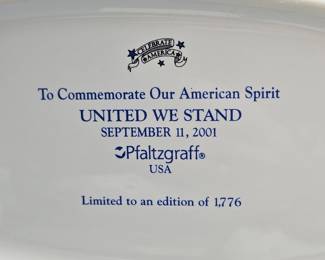 CELEBRATE
AMERICA
To Commemorate Our American Spirit
UNITED WE STAND
SEPTEMBER 11, 2001
Pfaltzgraff®
USA
Limited to an edition of 1,776